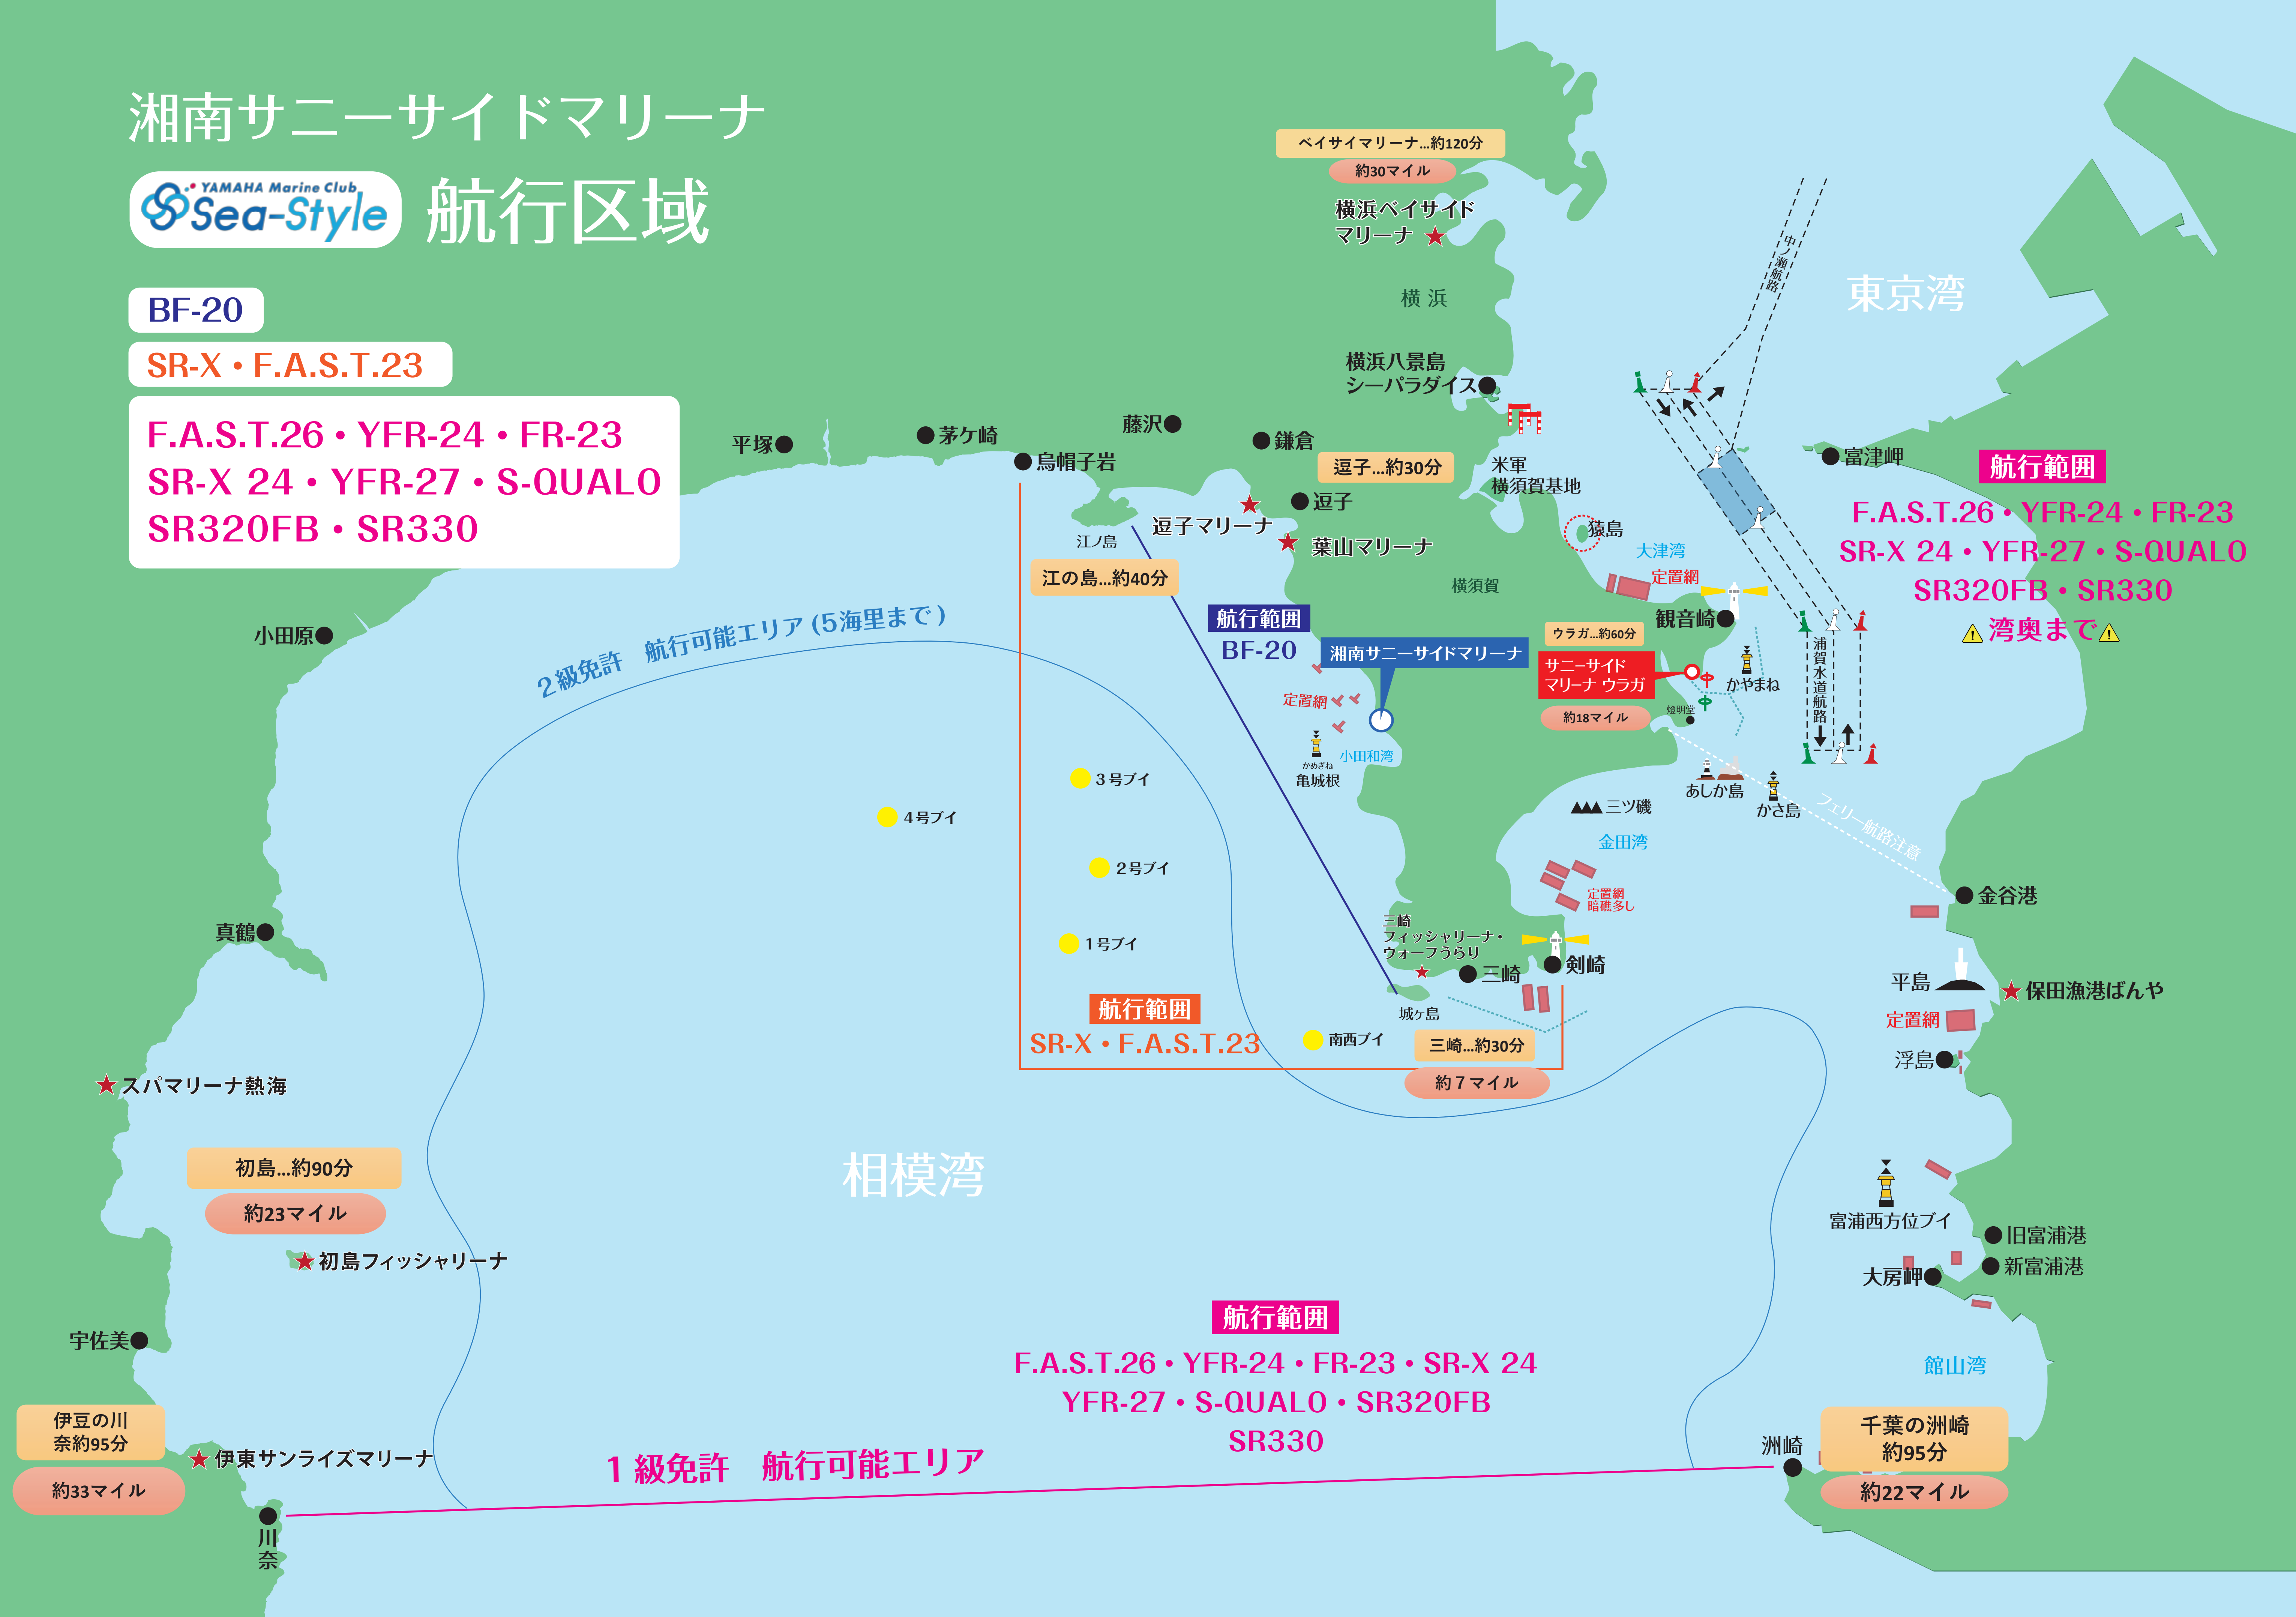 湘南サニーサイドマリーナ
YAMAHA Marine Club
Sea-Style
航行区域
BF-20
SR-X・F.A.S.T.23
F.A.S.T.26・YFR-24・FR-23
SR-X 24・YFR-27・S-QUALO
SR320FB・SR330
ベイサイマリーナ...約120分
約30マイル
横浜ベイサイド
マリーナ
横 浜
横浜八景島
シーパラダイス
中ノ瀬航路
東京湾
平塚
茅ケ崎
烏帽子岩
藤沢
鎌倉
逗子...約30分
逗子
逗子マリーナ
葉山マリーナ
米軍
横須賀基地
猿島
大津湾
定置網
富津岬
航行範囲
F.A.S.T.26・YFR-24・FR-23
SR-X 24・YFR-27・S-QUALO
SR320FB・SR330
湾奥まで
江ノ島
江の島...約40分
横須賀
観音崎
航行範囲
BF-20
湘南サニーサイドマリーナ
ウラガ...約60分
サニーサイド
マリーナ ウラガ
約18マイル
かやまね
燈明堂
浦賀水道航路
小田原
2級免許 航行可能エリア(5海里まで)
定置網
小田和湾
かめぎね
亀城根
3号ブイ
4号ブイ
2号ブイ
1号ブイ
三ツ磯
あしか島
かさ島
フェリー航路注意
金田湾
定置網
暗礁多し
金谷港
真鶴
三崎
フィッシャリーナ・
ウォーフうらり
三崎
剣崎
平島
保田漁港ばんや
定置網
浮島
航行範囲
SR-X・F.A.S.T.23
城ヶ島
南西ブイ
三崎...約30分
約7マイル
スパマリーナ熱海
初島...約90分
約23マイル
初島フィッシャリーナ
相模湾
富浦西方位ブイ
旧富浦港
新富浦港
大房岬
宇佐美
航行範囲
F.A.S.T.26・YFR-24・FR-23・SR-X 24
YFR-27・S-QUALO・SR320FB
SR330
館山湾
伊豆の川
奈約95分
約33マイル
伊東サンライズマリーナ
1級免許 航行可能エリア
洲崎
千葉の洲崎
約95分
約22マイル
川奈